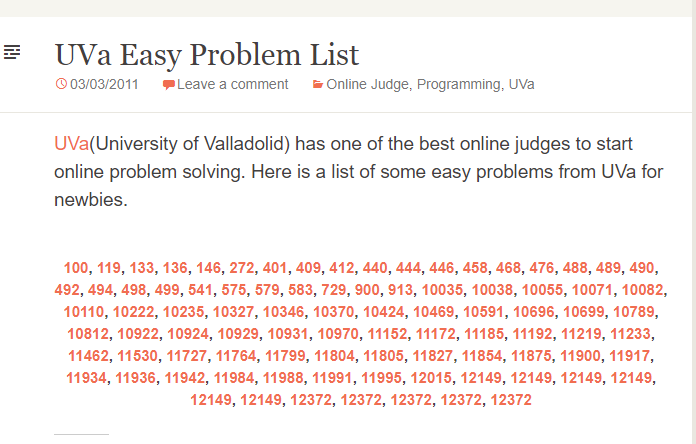 UVa Easy Problem List
03/03/2011 Leave a comment Online Judge, Programming, UVa
UVa(University of Valladolid) has one of the best online judges to start
online problem solving. Here is a list of some easy problems from UVa for
newbies.
100, 119, 133, 136, 146, 272, 401, 409, 412, 440, 444, 446, 458, 468, 476, 488, 489, 490,
492, 494, 498, 499, 541, 575, 579, 583, 729, 900, 913, 10035, 10038, 10055, 10071, 10082,
10110, 10222, 10235, 10327, 10346, 10370, 10424, 10469, 10591, 10696, 10699, 10789,
10812, 10922, 10924, 10929, 10931, 10970, 11152, 11172, 11185, 11192, 11219, 11233,
11462, 11530, 11727, 11764, 11799, 11804, 11805, 11827, 11854, 11875, 11900, 11917,
11934, 11936, 11942, 11984, 11988, 11991, 11995, 12015, 12149, 12149, 12149, 12149,
12149, 12149, 12372, 12372, 12372, 12372, 12372